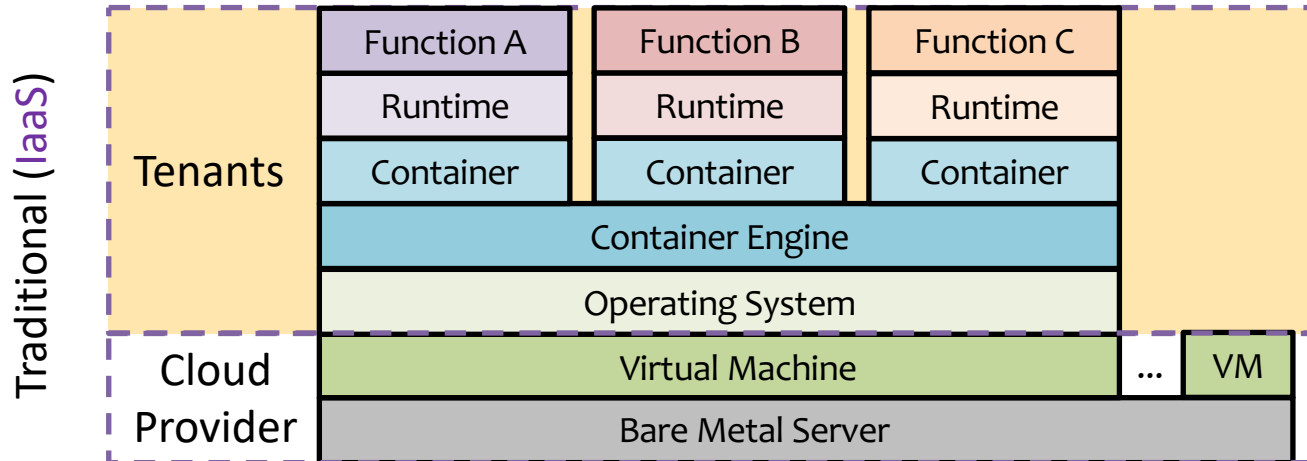 Traditional (IaaS)
Tenants
Function A
Function B
Function C
Runtime
Runtime
Runtime
Container
Container
Container
Container Engine
Operating System
Cloud
Provider
Virtual Machine
...
VM
Bare Metal Server